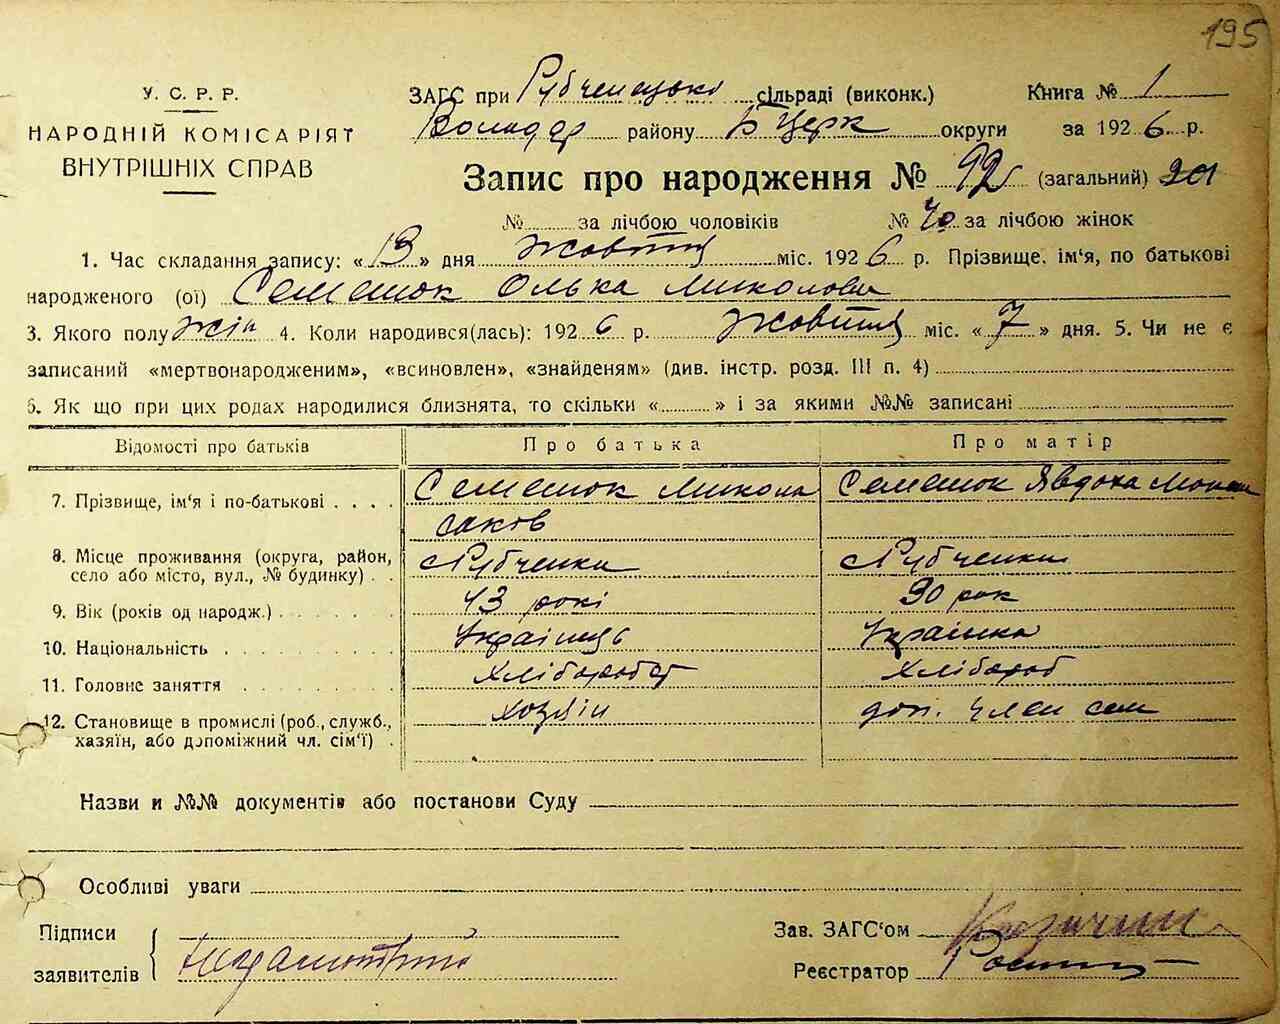 195
У. С. Р. Р.
НАРОДНІЙ КОМІСАРІЯТ
ВНУТРІШНІХ СПРАВ
ЗАГС при Рубченецькі сільраді (виконк.) Книга № 1
Володар району Б Церк округи за 1926 р.
Запис про народження № 92 (загальний)
№ за лічбою чоловіків № 40 за лічбою жінок
1. Час складання запису: « 13 » дня жовтня міс. 1926 р. Прізвище, ім'я, по батькові
народженого (ої) Семенюк Олька Миколови
3. Якого полу жін 4. Коли народився(лась): 1926 р. жовтня міс. « 7 » дня. 5. Чи не є
записаний «мертвонародженим», «всиновлен», «знайденям» (див. інстр. розд. III п. 4)
6. Як що при цих родах народилися близнята, то скільки « » і за якими №№ записані
Відомості про батьків Про батька Про матір
7. Прізвище, ім'я і по-батькові Семенюк Микола Семенюк Явдоха
саков
8. Місце проживання (округа, район, Рубченки Рубченки
село або місто, вул., № будинку)
9. Вік (років од народж.) 43 рокі 30 рок
10. Національність Українць Українка
11. Головне заняття хлібороб
12. Становище в промислі (роб., служб., хозяін доп. член сем
хазяїн, або допоміжний чл. сім'ї)
Назви и №№ документів або постанови Суду
Особливі уваги
Підписи
заявителів
Зав. ЗАГС'ом
Реєстратор